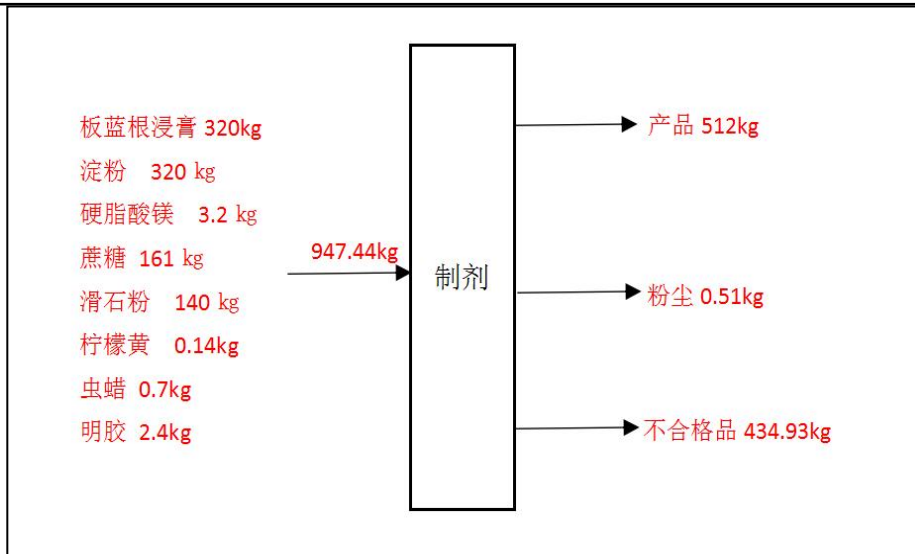 板蓝根浸膏 320kg
淀粉 320 kg
硬脂酸镁 3.2 kg
蔗糖 161 kg
滑石粉 140 kg
柠檬黄 0.14kg
虫蜡 0.7kg
明胶 2.4kg
947.44kg
制剂
产品 512kg
粉尘 0.51kg
不合格品 434.93kg